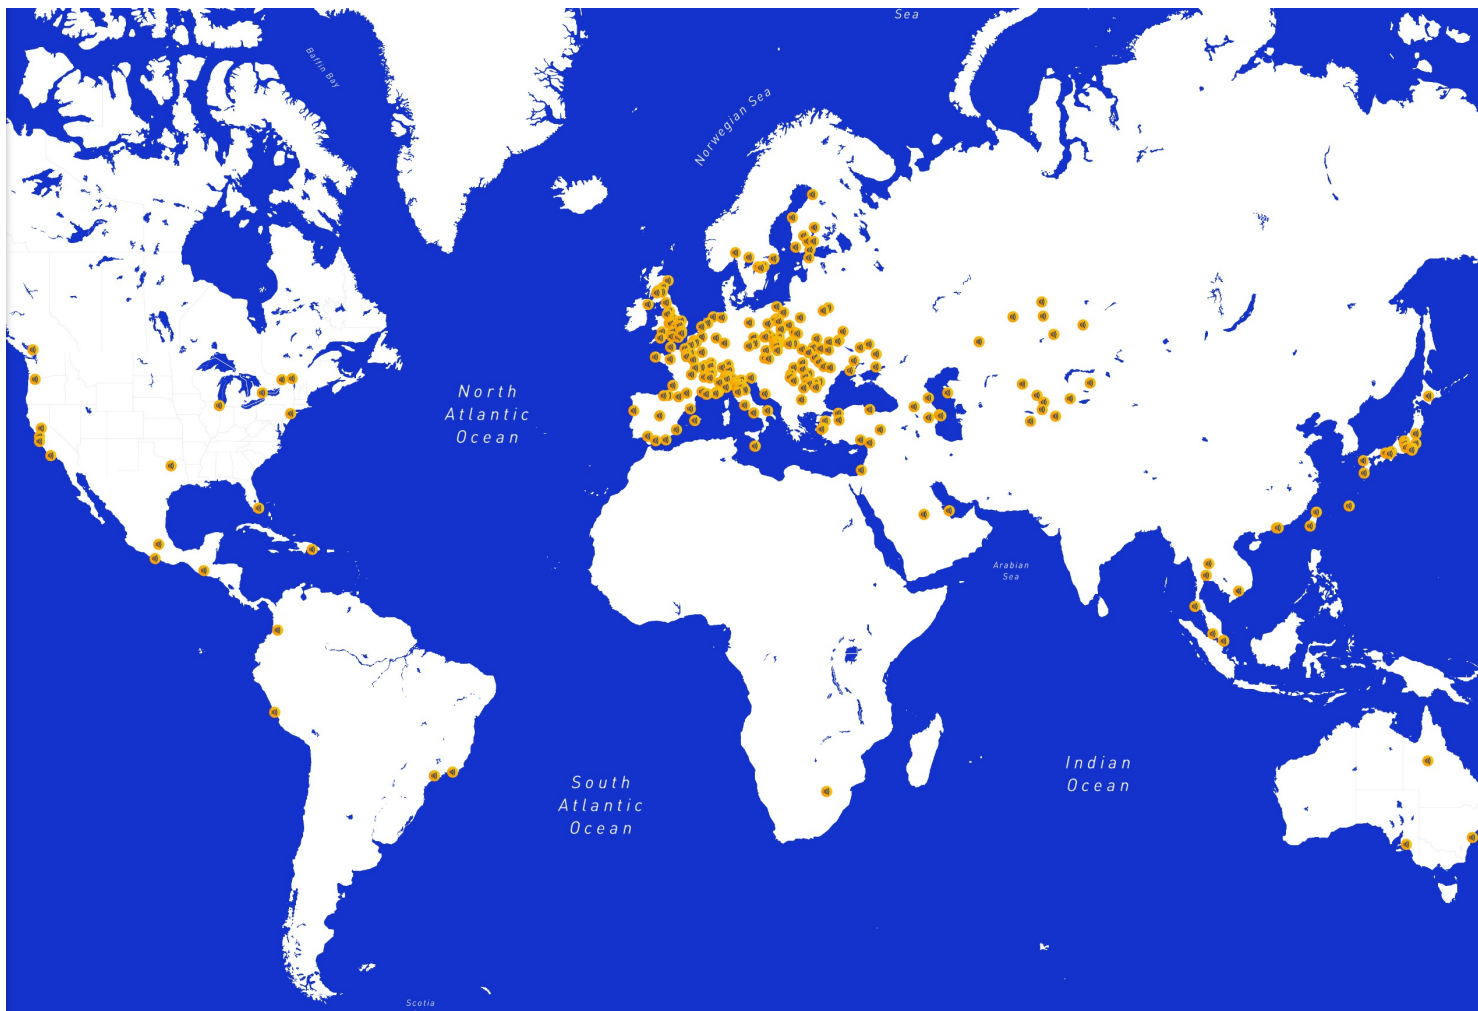 Sea
Baffin Bay
Norwegian Sea
North
Atlantic
Ocean
Arabian
Sea
South
Atlantic
Ocean
Indian
Ocean
Scotia